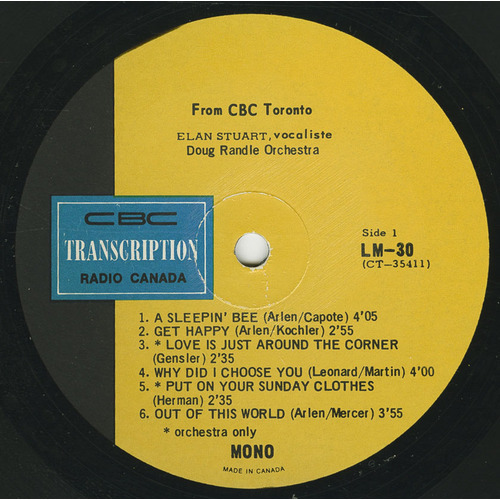 From CBC Toronto
ELAN STUART, vocaliste
Doug Randle Orchestra
CBC
TRANSCRIPTION
RADIO CANADA
Side 1
LM-30
(CT-35411)
1. A SLEEPIN' BEE (Arlen/Capote) 4'05
2. GET HAPPY (Arlen/Kochler) 2'55
3. * LOVE IS JUST AROUND THE CORNER
(Gensler) 2'35
4. WHY DID I CHOOSE YOU (Leonard/Martin) 4'00
5. * PUT ON YOUR SUNDAY CLOTHES
(Herman) 2'35
6. OUT OF THIS WORLD (Arlen/Mercer) 3'55
* orchestra only
MONO
MADE IN CANADA